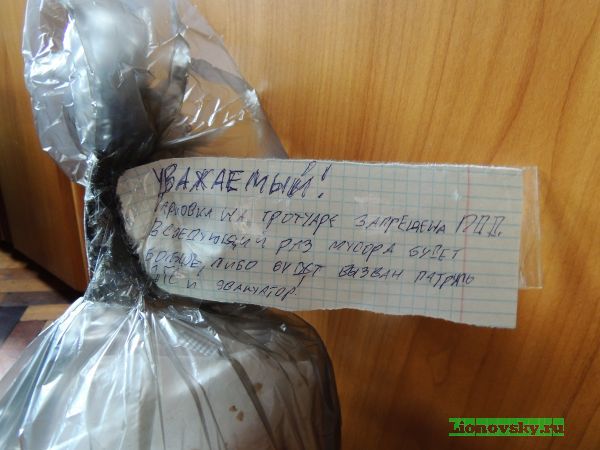 УВАЖАЕМЫЙ!
ПАРКОВКА НА ТРОТУАРЕ ЗАПРЕЩЕНА ПДД.
В СЛЕДУЮЩИЙ РАЗ МУСОРА БУДЕТ
БОЛЬШЕ, ЛИБО БУДЕТ ВЫЗВАН ПАТРУЛЬ
ДПС И ЭВАКУАТОР.
Lionovsky.ru